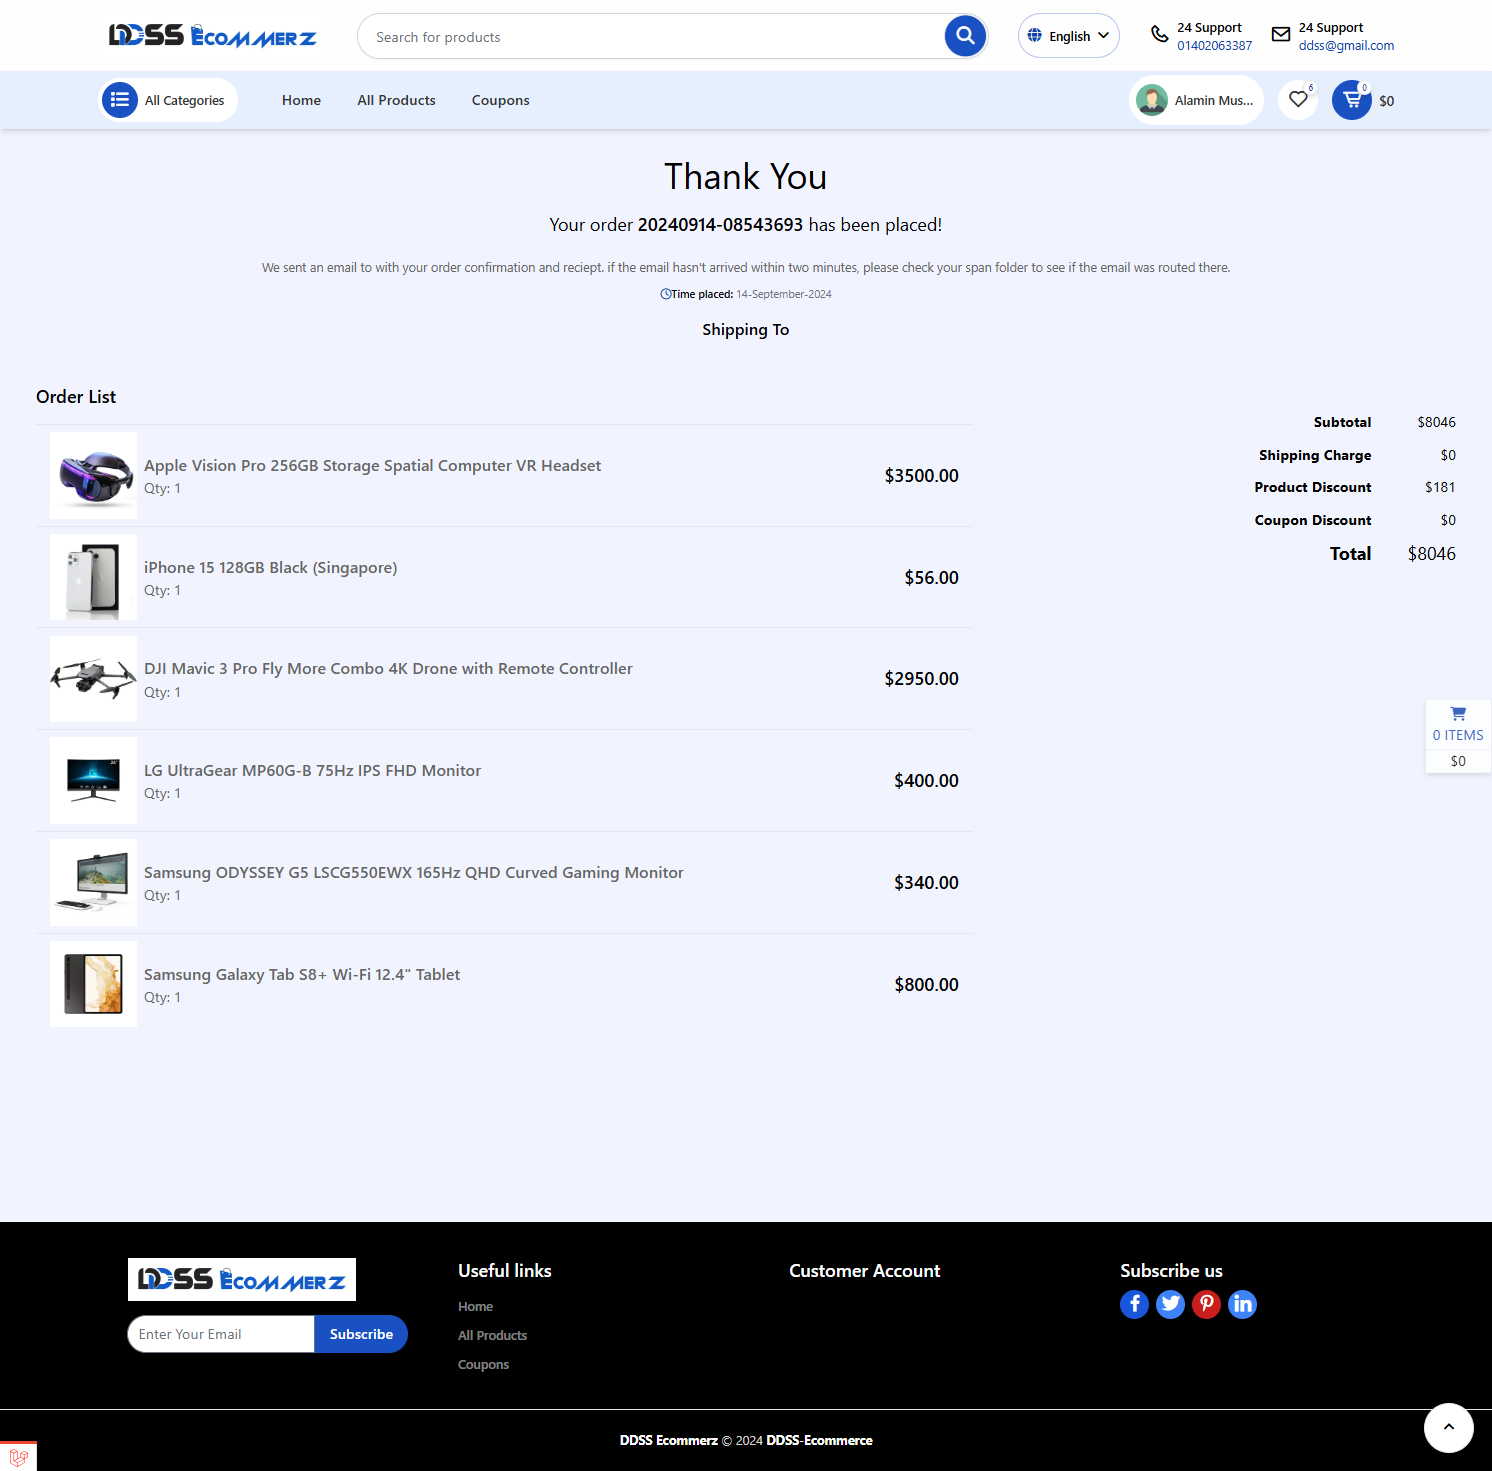 DDSS ECOMMERZ
Search for products
English
24 Support
01402063387
24 Support
ddss@gmail.com
All Categories
Home
All Products
Coupons
Alamin Mus...
6
0
$0
Thank You
Your order 20240914-08543693 has been placed!
We sent an email to with your order confirmation and reciept. if the email hasn't arrived within two minutes, please check your span folder to see if the email was routed there.
Time placed: 14-September-2024
Shipping To
Order List
Apple Vision Pro 256GB Storage Spatial Computer VR Headset
Qty: 1
$3500.00
iPhone 15 128GB Black (Singapore)
Qty: 1
$56.00
DJI Mavic 3 Pro Fly More Combo 4K Drone with Remote Controller
Qty: 1
$2950.00
LG UltraGear MP60G-B 75Hz IPS FHD Monitor
Qty: 1
$400.00
Samsung ODYSSEY G5 LSCG550EWX 165Hz QHD Curved Gaming Monitor
Qty: 1
$340.00
Samsung Galaxy Tab S8+ Wi-Fi 12.4" Tablet
Qty: 1
$800.00
Subtotal $8046
Shipping Charge $0
Product Discount $181
Coupon Discount $0
Total $8046
0 ITEMS
$0
DDSS ECOMMERZ
Enter Your Email
Subscribe
Useful links
Home
All Products
Coupons
Customer Account
Subscribe us
DDSS Ecommerz © 2024 DDSS-Ecommerce